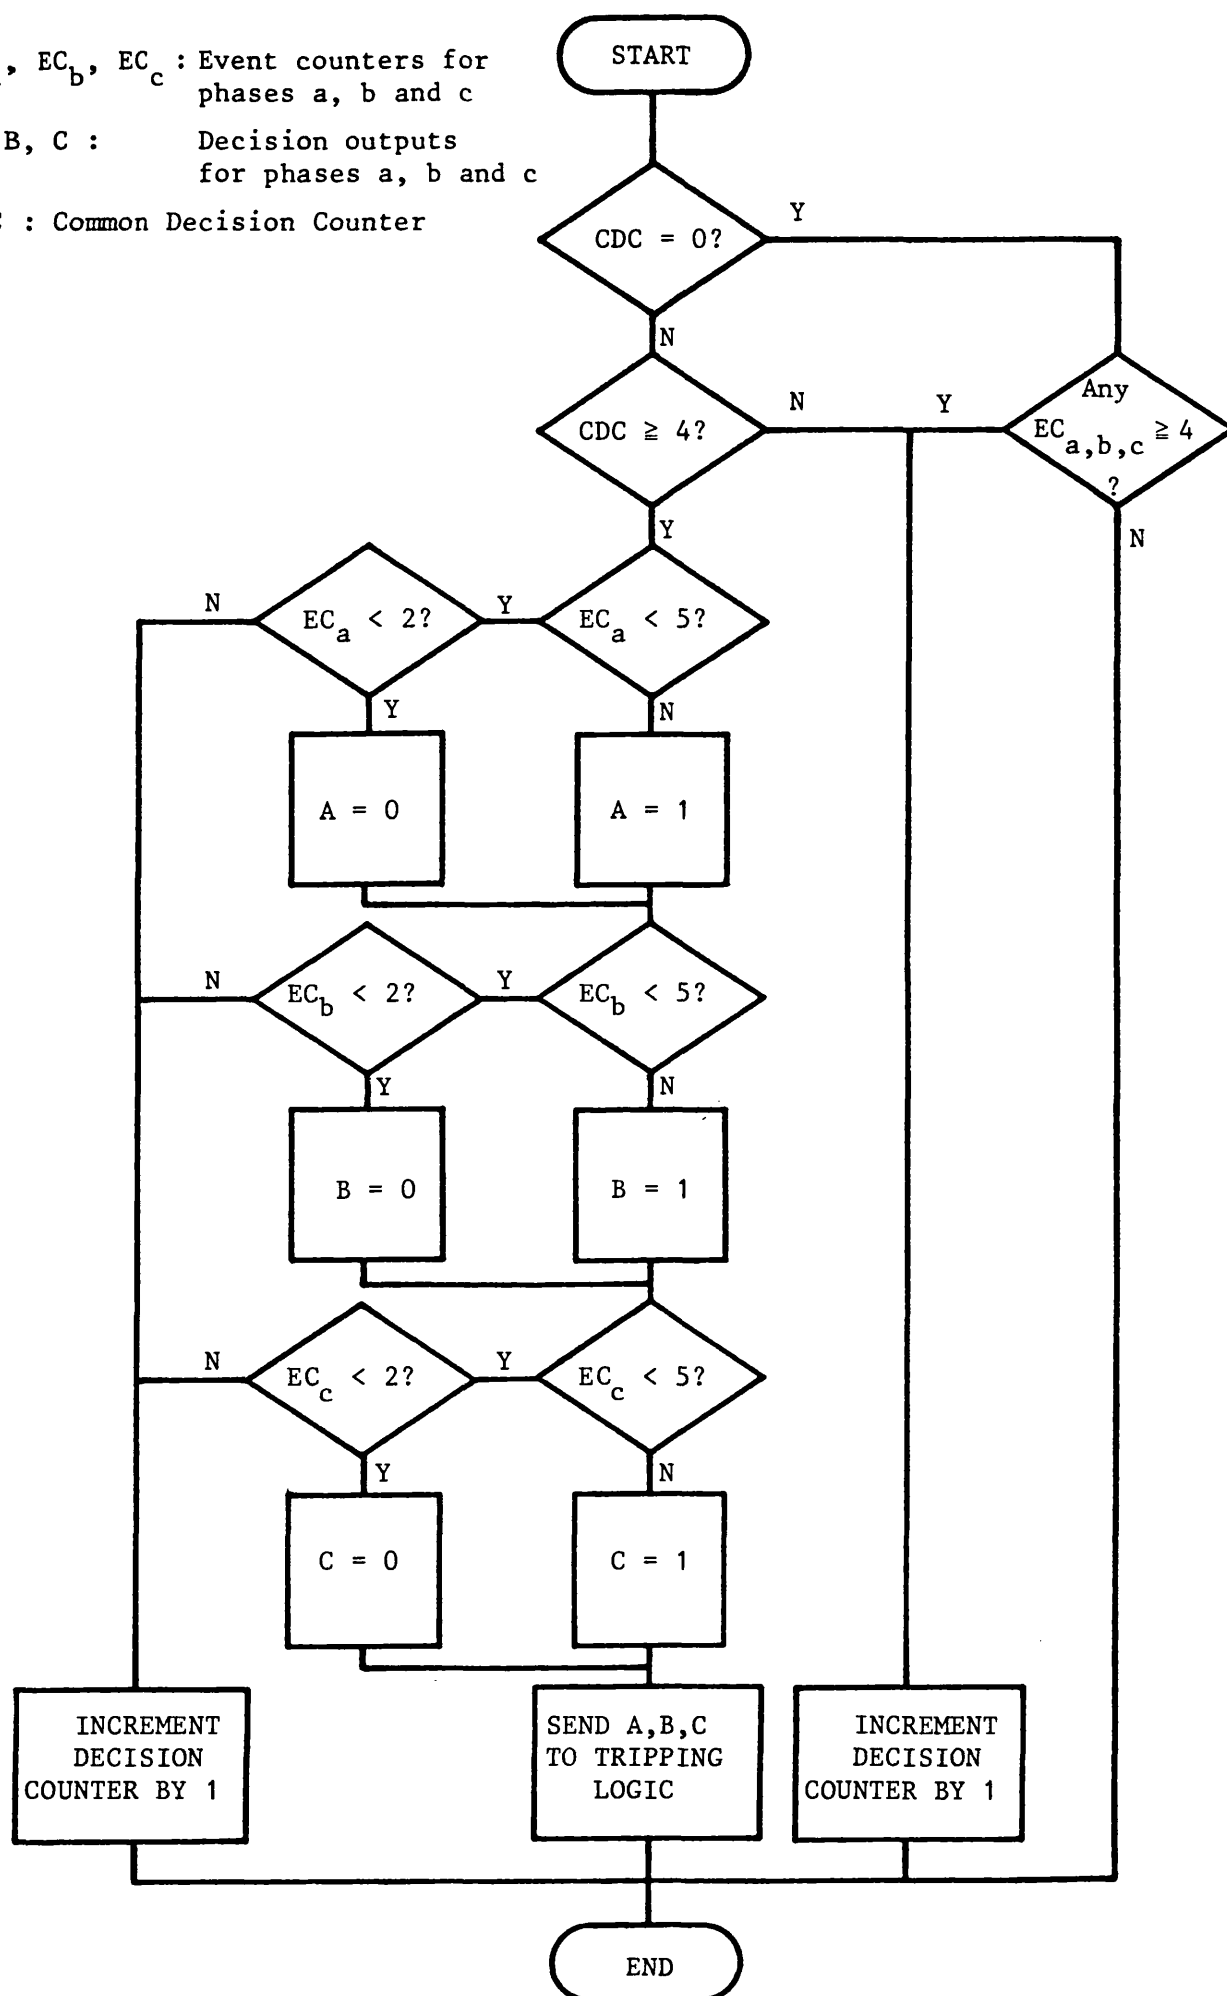 , EC_b, EC_c : Event counters for
phases a, b and c
B, C : Decision outputs
for phases a, b and c
: Common Decision Counter
START
CDC = 0?
Y
N
CDC ≧ 4?
N
Y
Any
EC_a,b,c ≧ 4
?
Y
N
N
EC_a < 2?
Y
EC_a < 5?
Y
N
A = 0
A = 1
N
EC_b < 2?
Y
EC_b < 5?
Y
N
B = 0
B = 1
N
EC_c < 2?
Y
EC_c < 5?
Y
N
C = 0
C = 1
INCREMENT
DECISION
COUNTER BY 1
SEND A,B,C
TO TRIPPING
LOGIC
INCREMENT
DECISION
COUNTER BY 1
END